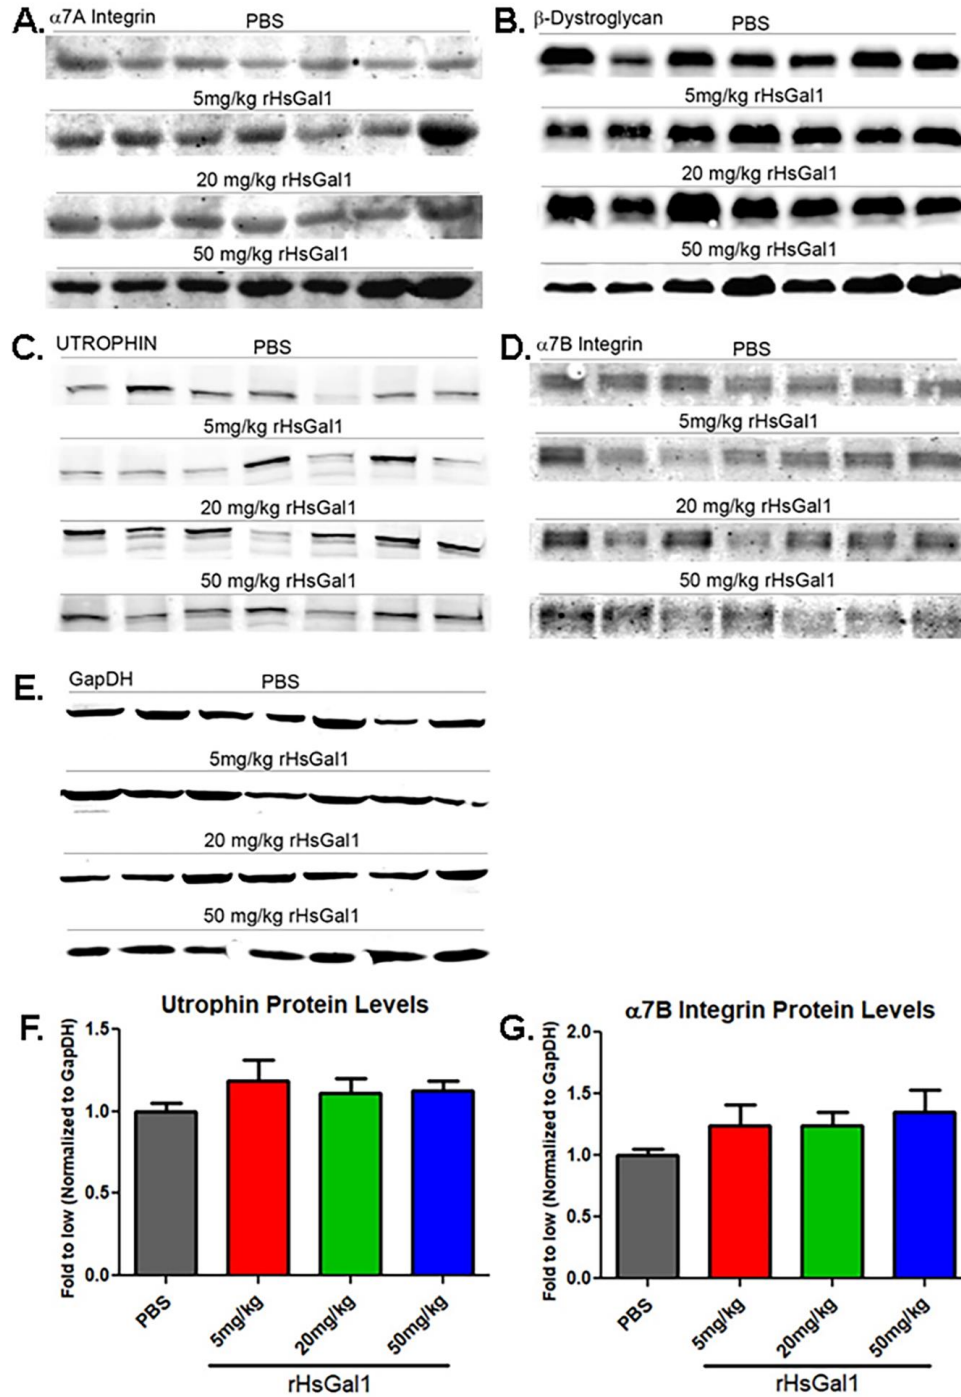 A. α7A Integrin PBS
5mg/kg rHsGal1
20 mg/kg rHsGal1
50 mg/kg rHsGal1
B. β-Dystroglycan PBS
5mg/kg rHsGal1
20 mg/kg rHsGal1
50 mg/kg rHsGal1
C. UTROPHIN PBS
5mg/kg rHsGal1
20 mg/kg rHsGal1
50 mg/kg rHsGal1
D. α7B Integrin PBS
5mg/kg rHsGal1
20 mg/kg rHsGal1
50 mg/kg rHsGal1
E. GapDH PBS
5mg/kg rHsGal1
20 mg/kg rHsGal1
50 mg/kg rHsGal1
F. Utrophin Protein Levels
Fold to low (Normalized to GapDH)
1.5
1.0
0.5
0.0
PBS 5mg/kg 20mg/kg 50mg/kg
rHsGal1
G. α7B Integrin Protein Levels
Fold to low (Normalized to GapDH)
2.0
1.5
1.0
0.5
0.0
PBS 5mg/kg 20mg/kg 50mg/kg
rHsGal1